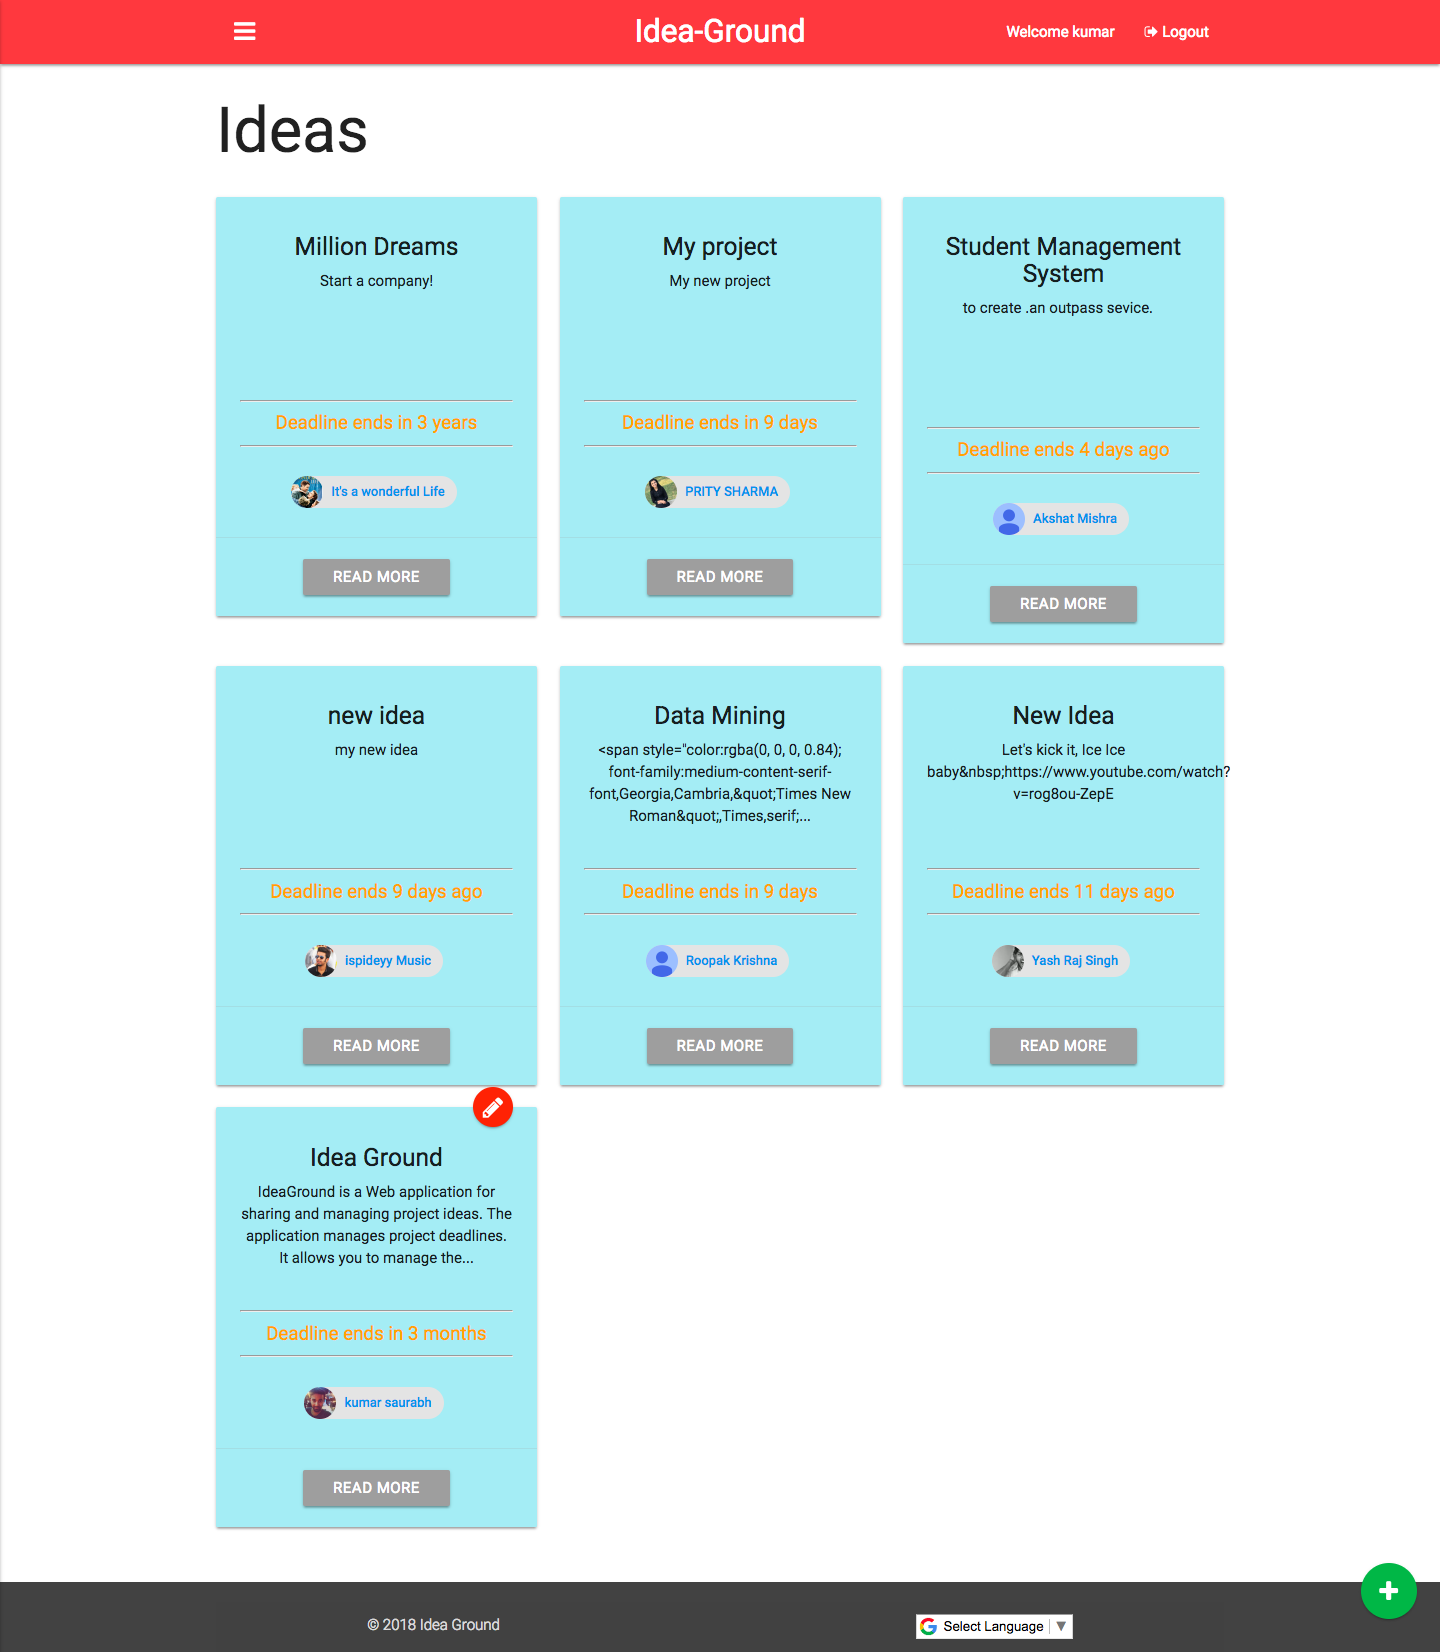 Idea-Ground
Welcome kumar
Logout
Ideas
Million Dreams
Start a company!
Deadline ends in 3 years
It's a wonderful Life
READ MORE
My project
My new project
Deadline ends in 9 days
PRITY SHARMA
READ MORE
Student Management
System
to create .an outpass sevice.
Deadline ends 4 days ago
Akshat Mishra
READ MORE
new idea
my new idea
Deadline ends 9 days ago
ispideyy Music
READ MORE
Data Mining
<span style="color:rgba(0, 0, 0, 0.84);
font-family:medium-content-serif-
font,Georgia,Cambria,&quot;Times New
Roman&quot;,Times,serif;...
Deadline ends in 9 days
Roopak Krishna
READ MORE
New Idea
Let's kick it, Ice Ice
baby&nbsp;https://www.youtube.com/watch?
v=rog8ou-ZepE
Deadline ends 11 days ago
Yash Raj Singh
READ MORE
Idea Ground
IdeaGround is a Web application for
sharing and managing project ideas. The
application manages project deadlines.
It allows you to manage the...
Deadline ends in 3 months
kumar saurabh
READ MORE
© 2018 Idea Ground
Select Language ▼